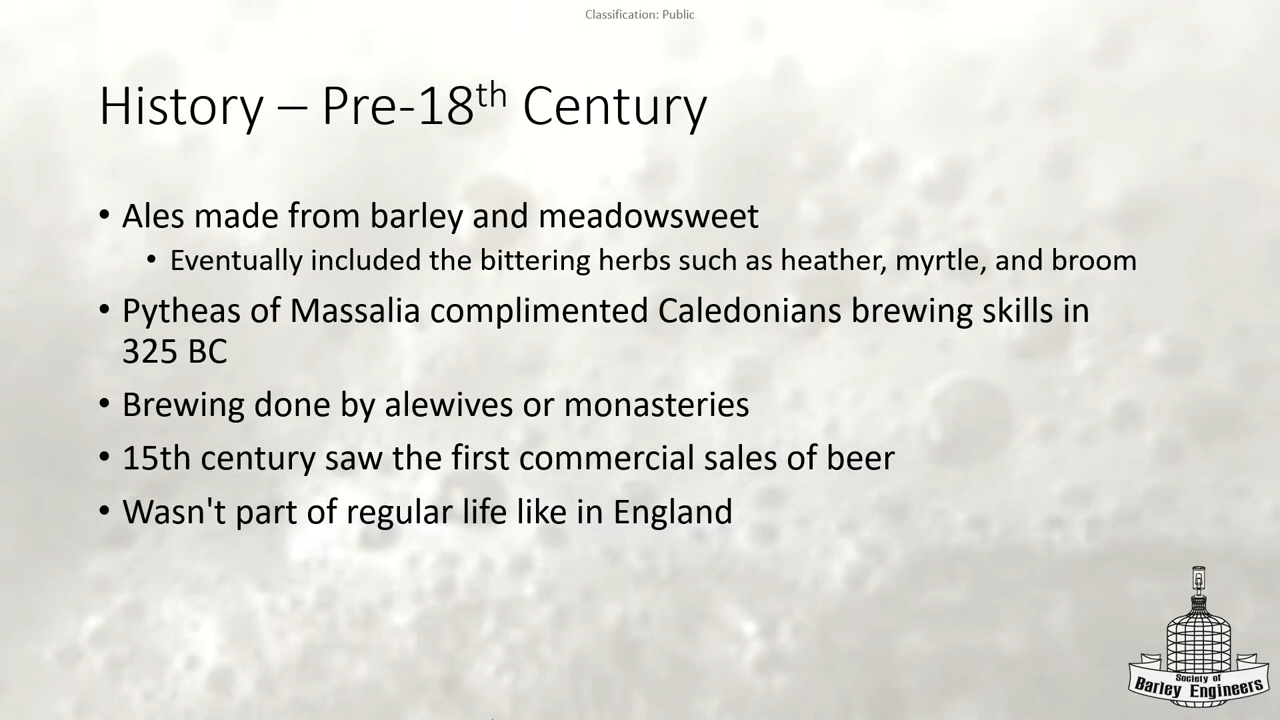 Classification: Public
History – Pre-18th Century
• Ales made from barley and meadowsweet
• Eventually included the bittering herbs such as heather, myrtle, and broom
• Pytheas of Massalia complimented Caledonians brewing skills in
325 BC
• Brewing done by alewives or monasteries
• 15th century saw the first commercial sales of beer
• Wasn't part of regular life like in England
Society of
Barley Engineers